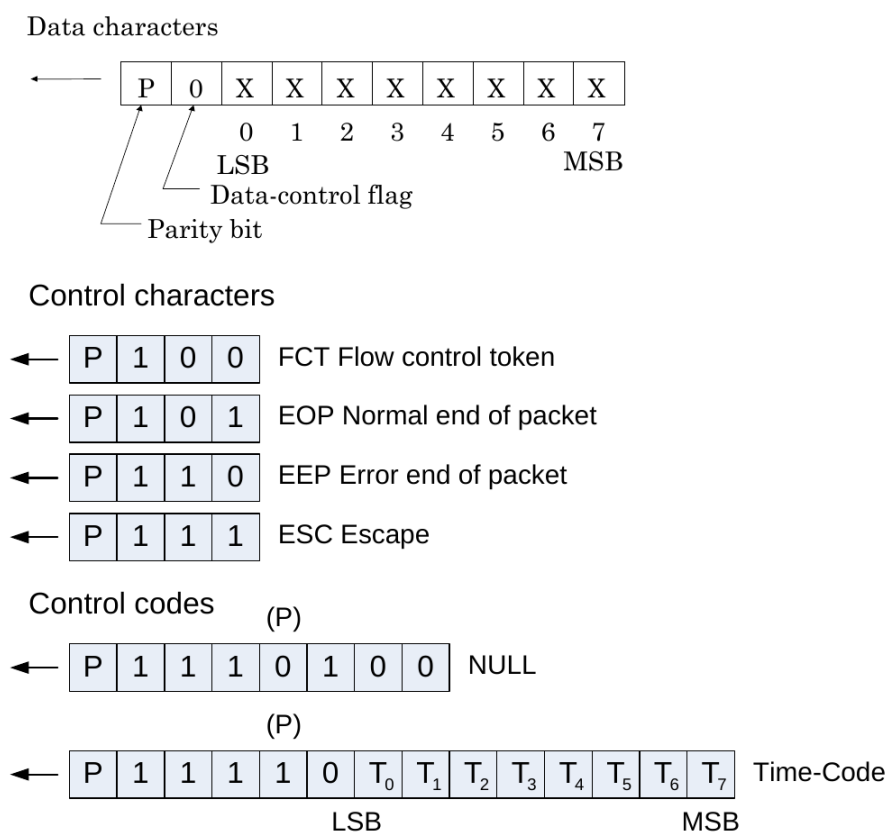 Data characters
P 0 X X X X X X X X
0 1 2 3 4 5 6 7
LSB MSB
Data-control flag
Parity bit
Control characters
P 1 0 0 FCT Flow control token
P 1 0 1 EOP Normal end of packet
P 1 1 0 EEP Error end of packet
P 1 1 1 ESC Escape
Control codes
(P)
P 1 1 1 0 1 0 0 NULL
(P)
P 1 1 1 1 0 T0 T1 T2 T3 T4 T5 T6 T7 Time-Code
LSB MSB